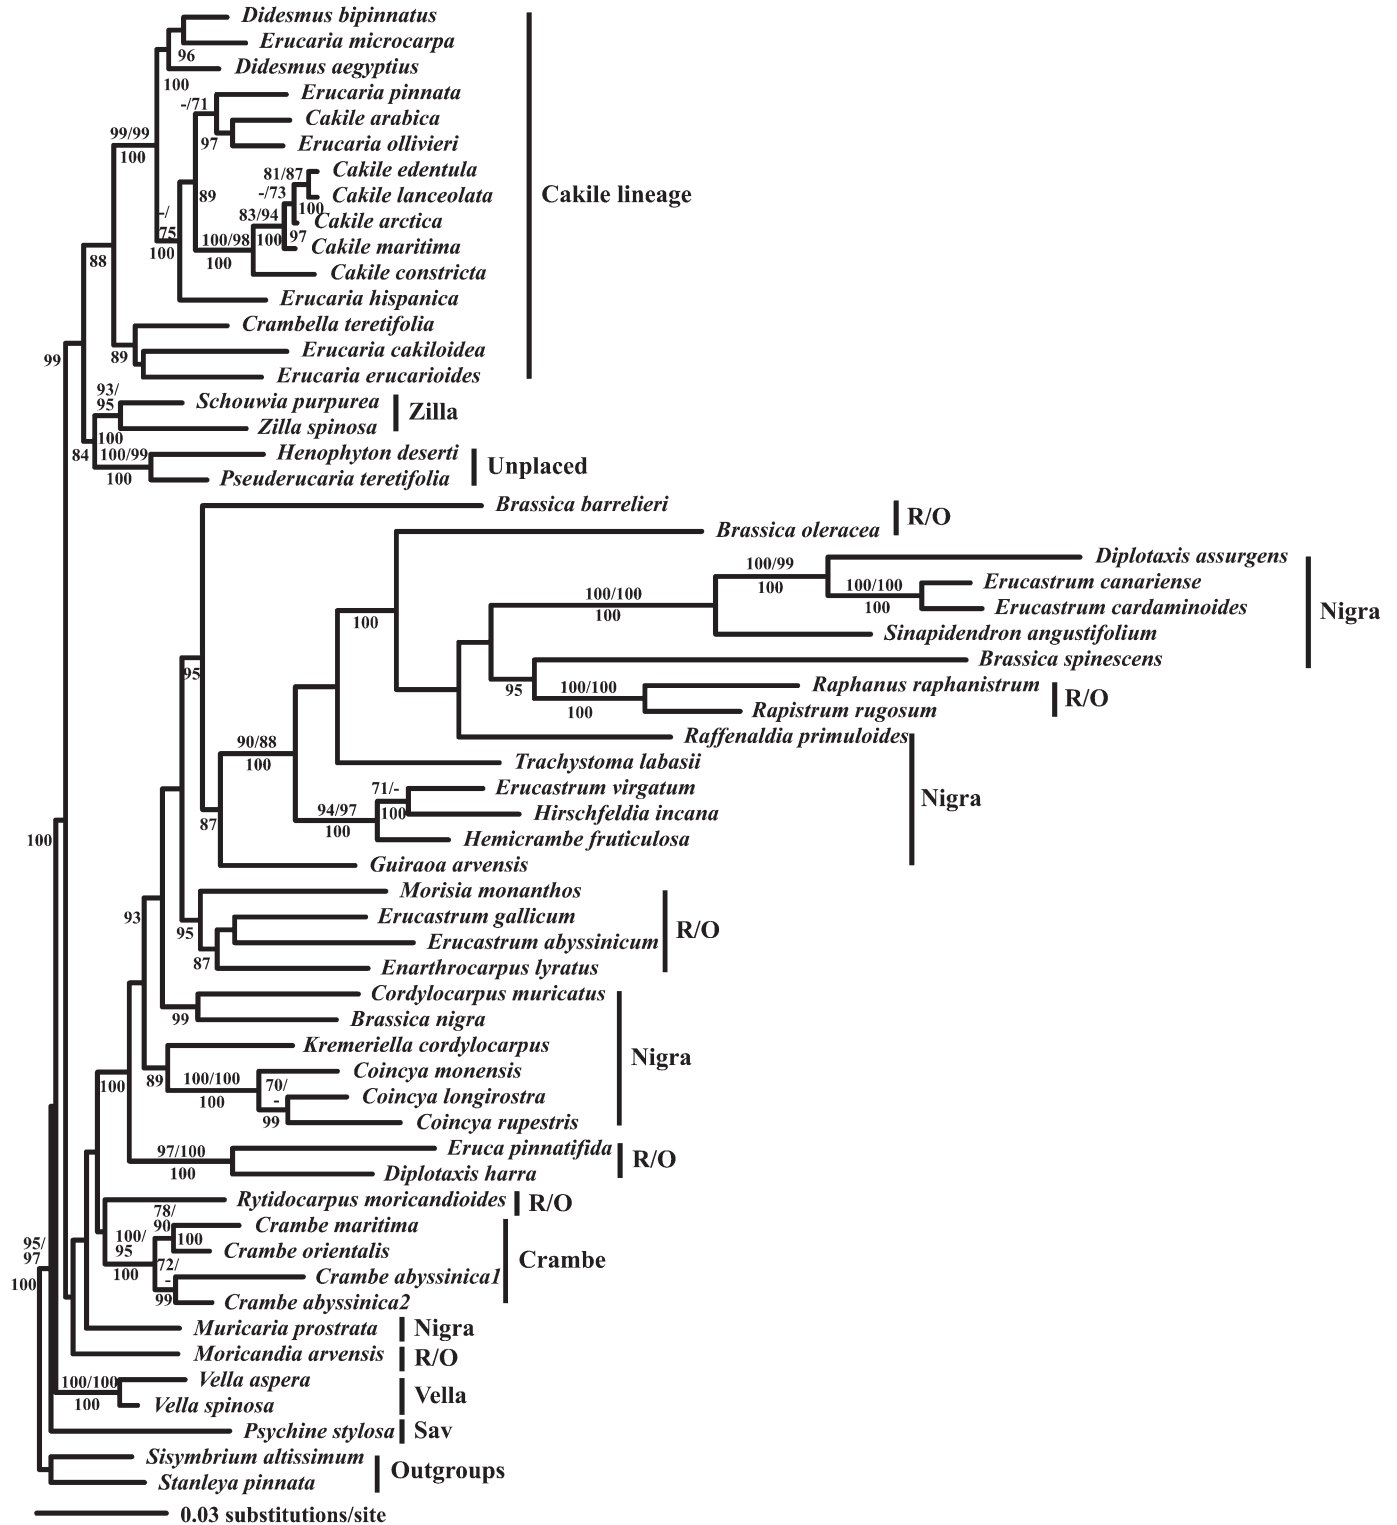 Didesmus bipinnatus
Erucaria microcarpa
96
Didesmus aegyptius
100
Erucaria pinnata
-/71
Cakile arabica
99/99
97
Erucaria ollivieri
100
Cakile edentula
81/87
Cakile lanceolata
-/73
89
100
Cakile lineage
83/94
Cakile arctica
-/
75
100/98
100
97
Cakile maritima
100
100
88
Cakile constricta
Erucaria hispanica
Crambella teretifolia
Erucaria cakiloidea
89
99
Erucaria erucarioides
93/
95
Schouwia purpurea
Zilla
Zilla spinosa
100
84
100/99
Henophyton deserti
Unplaced
100
Pseuderucaria teretifolia
Brassica barrelieri
R/O
Brassica oleracea
Diplotaxis assurgens
100/99
100
100/100
Erucastrum canariense
100/100
100
Erucastrum cardaminoides
100
Nigra
100
Sinapidendron angustifolium
Brassica spinescens
95
95
100/100
Raphanus raphanistrum
R/O
100
Rapistrum rugosum
Raffenaldia primuloides
90/88
100
Trachystoma labasii
71/-
Erucastrum virgatum
Nigra
94/97
100
Hirschfeldia incana
87
100
Hemicrambe fruticulosa
100
Guiraoa arvensis
Morisia monanthos
93
Erucastrum gallicum
95
R/O
Erucastrum abyssinicum
87
Enarthrocarpus lyratus
Cordylocarpus muricatus
99
Brassica nigra
Kremeriella cordylocarpus
Nigra
100
89
100/100
Coincya monensis
100
70/
-
Coincya longirostra
99
Coincya rupestris
Eruca pinnatifida
97/100
R/O
100
Diplotaxis harra
Rytidocarpus moricandioides
R/O
78/
90
Crambe maritima
100/
95
100
Crambe orientalis
95/
97
Crambe
100
72/
-
Crambe abyssinica1
100
99
Crambe abyssinica2
Muricaria prostrata
Nigra
Moricandia arvensis
R/O
100/100
Vella aspera
Vella
100
Vella spinosa
Psychine stylosa
Sav
Sisymbrium altissimum
Outgroups
Stanleya pinnata
0.03 substitutions/site